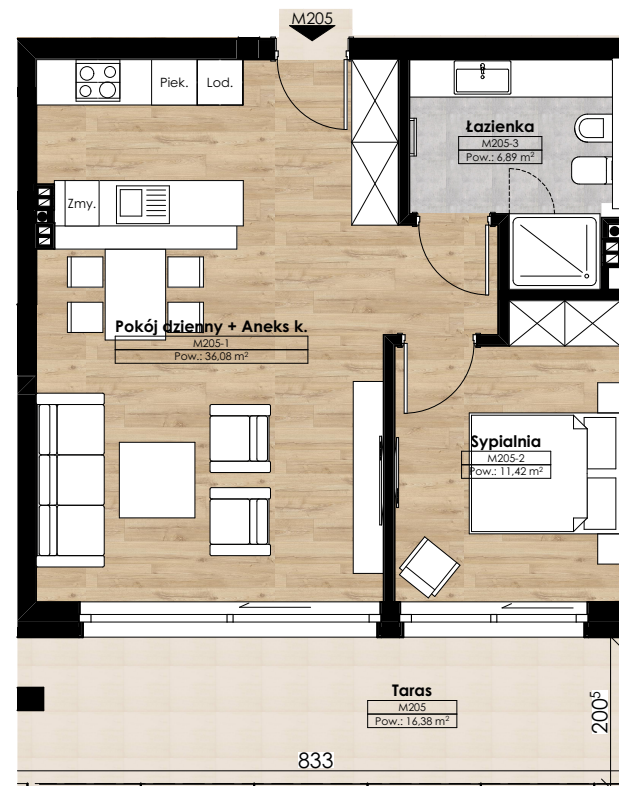 M205
Piek.
Lod.
Łazienka
M205-3
Pow.: 6,89 m²
Zmy.
Pokój dzienny + Aneks k.
M205-1
Pow.: 36,08 m²
Sypialnia
M205-2
Pow.: 11,42 m²
Taras
M205
Pow.: 16,38 m²
200⁵
833